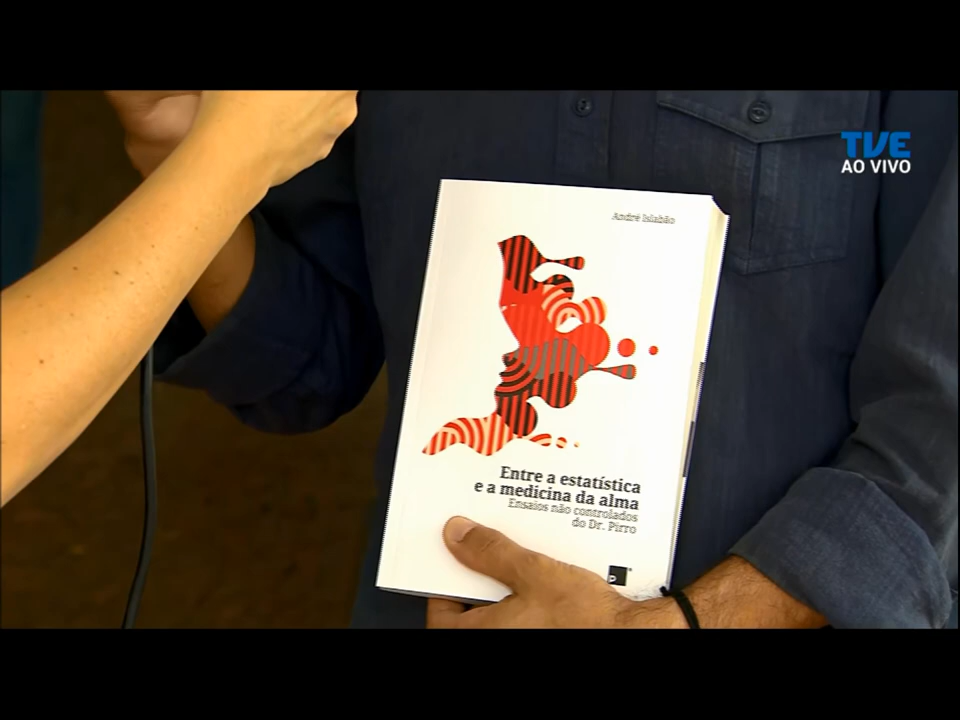 TVE
AO VIVO
André Islabão
Entre a estatística
e a medicina da alma
Ensaios não controlados
do Dr. Pirro
P